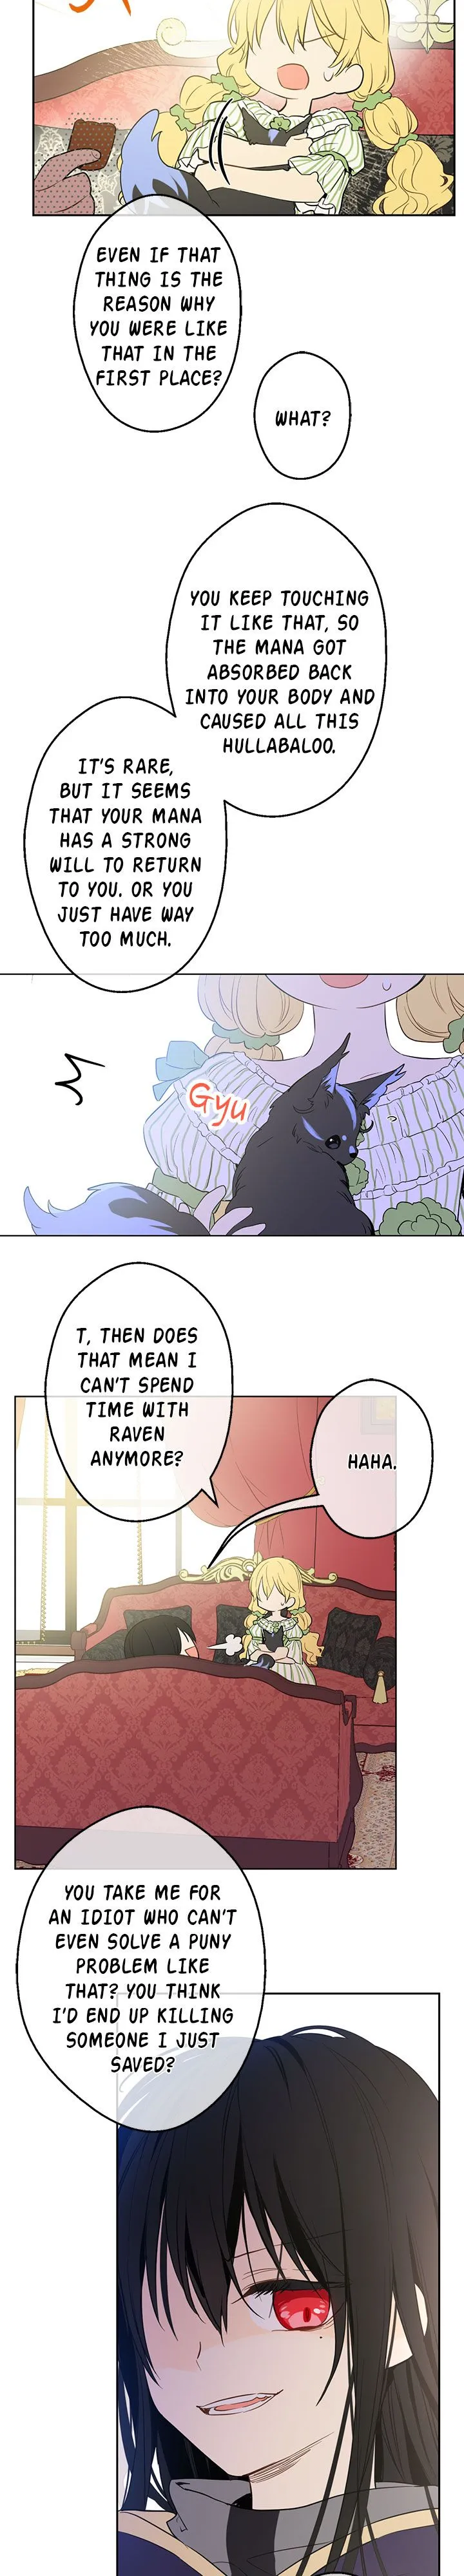 EVEN IF THAT
THING IS THE
REASON WHY
YOU WERE LIKE
THAT IN THE
FIRST PLACE?
WHAT?
YOU KEEP TOUCHING
IT LIKE THAT, SO
THE MANA GOT
ABSORBED BACK
INTO YOUR BODY AND
CAUSED ALL THIS
HULLABALOO.
IT'S RARE,
BUT IT SEEMS
THAT YOUR MANA
HAS A STRONG
WILL TO RETURN
TO YOU. OR YOU
JUST HAVE WAY
TOO MUCH.
Gyu
T, THEN DOES
THAT MEAN I
CAN'T SPEND
TIME WITH
RAVEN
ANYMORE?
HAHA.
YOU TAKE ME FOR
AN IDIOT WHO CAN'T
EVEN SOLVE A PUNY
PROBLEM LIKE
THAT? YOU THINK
I'D END UP KILLING
SOMEONE I JUST
SAVED?